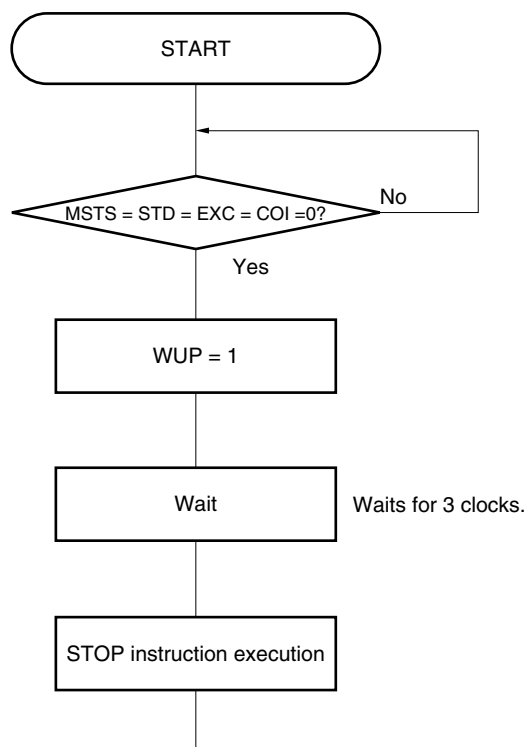 START
No
MSTS = STD = EXC = COI =0?
Yes
WUP = 1
Wait
Waits for 3 clocks.
STOP instruction execution